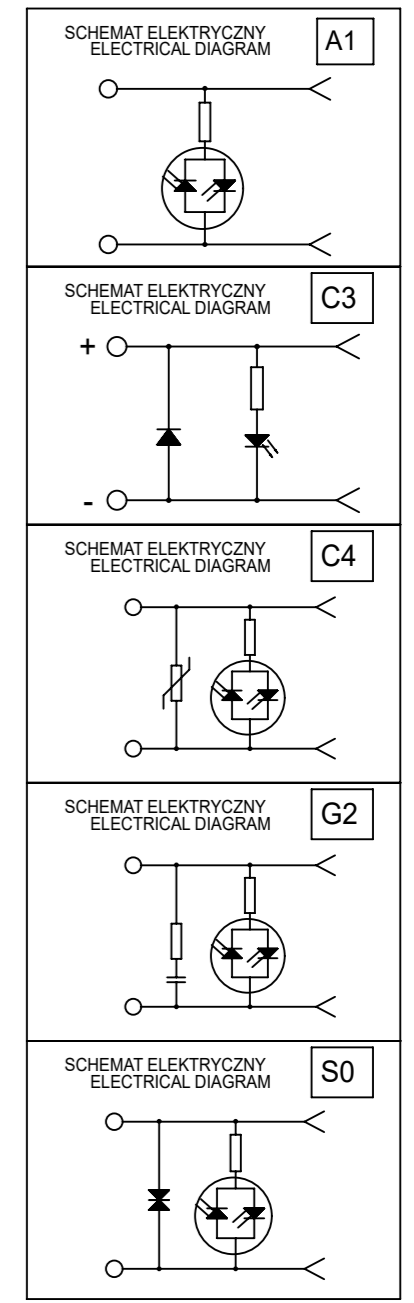 SCHEMAT ELEKTRYCZNY
ELECTRICAL DIAGRAM
A1
SCHEMAT ELEKTRYCZNY
ELECTRICAL DIAGRAM
C3
+
-
SCHEMAT ELEKTRYCZNY
ELECTRICAL DIAGRAM
C4
SCHEMAT ELEKTRYCZNY
ELECTRICAL DIAGRAM
G2
SCHEMAT ELEKTRYCZNY
ELECTRICAL DIAGRAM
S0